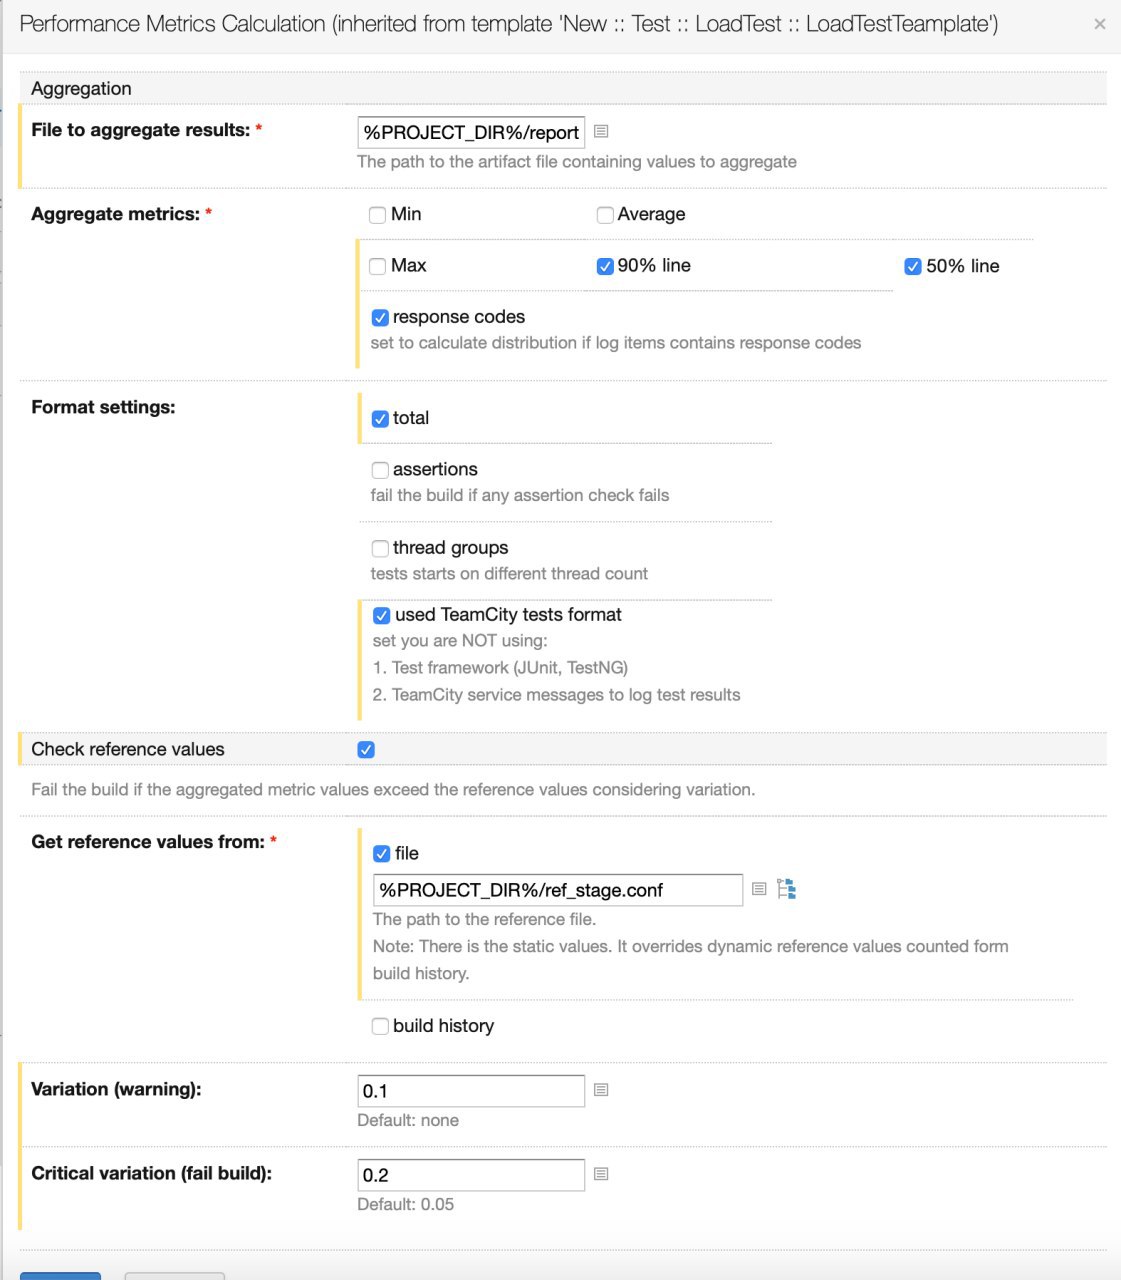 Performance Metrics Calculation (inherited from template 'New :: Test :: LoadTest :: LoadTestTeamplate')
×
Aggregation
File to aggregate results: *
%PROJECT_DIR%/report
The path to the artifact file containing values to aggregate
Aggregate metrics: *
Min Average
Max 90% line 50% line
response codes
set to calculate distribution if log items contains response codes
Format settings:
total
assertions
fail the build if any assertion check fails
thread groups
tests starts on different thread count
used TeamCity tests format
set you are NOT using:
1. Test framework (JUnit, TestNG)
2. TeamCity service messages to log test results
Check reference values
Fail the build if the aggregated metric values exceed the reference values considering variation.
Get reference values from: *
file
%PROJECT_DIR%/ref_stage.conf
The path to the reference file.
Note: There is the static values. It overrides dynamic reference values counted form
build history.
build history
Variation (warning):
0.1
Default: none
Critical variation (fail build):
0.2
Default: 0.05